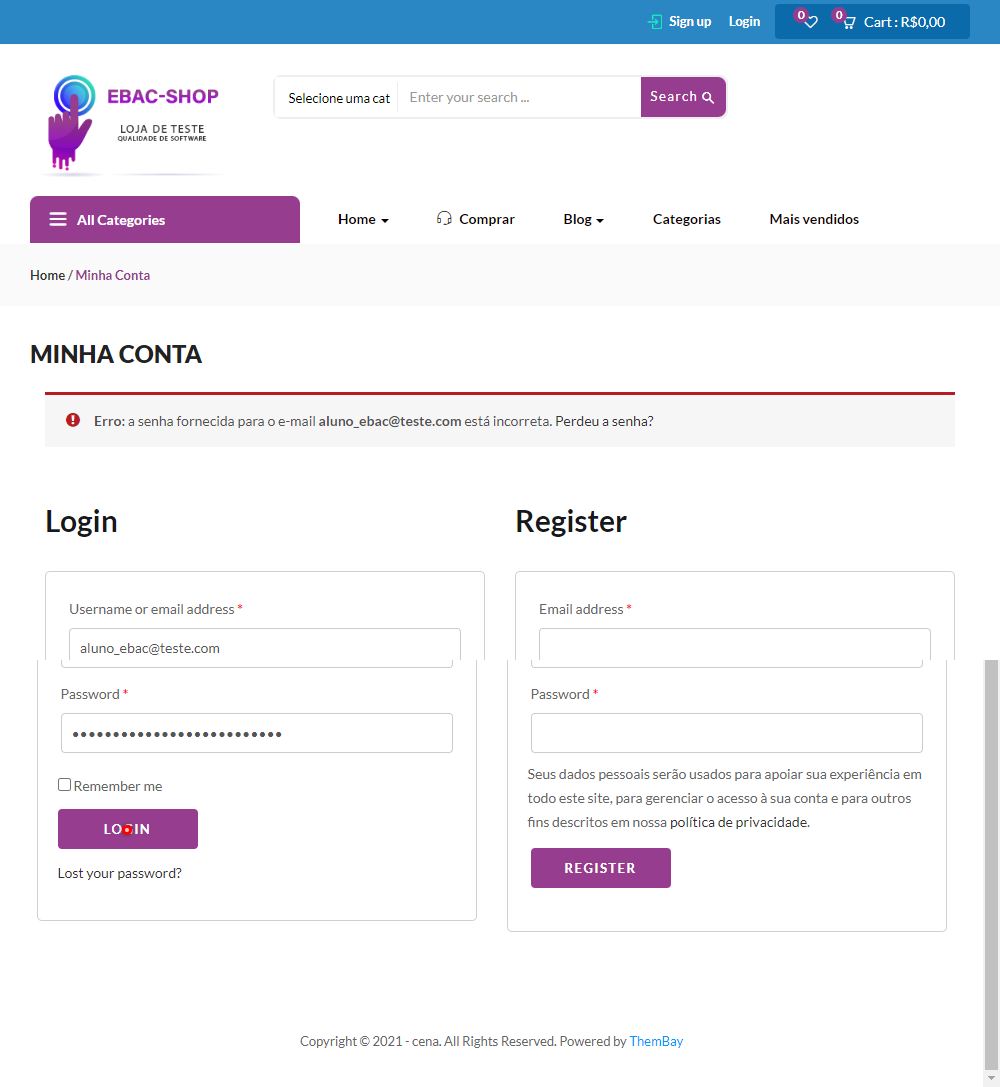 Sign up
Login
0
0
Cart : R$0,00
EBAC-SHOP
LOJA DE TESTE
QUALIDADE DE SOFTWARE
Selecione uma cat
Enter your search ...
Search
All Categories
Home
Comprar
Blog
Categorias
Mais vendidos
Home / Minha Conta
MINHA CONTA
Erro: a senha fornecida para o e-mail aluno_ebac@teste.com está incorreta. Perdeu a senha?
Login
Username or email address *
aluno_ebac@teste.com
Password *
••••••••••••••••••••••••••
Remember me
LOGIN
Lost your password?
Register
Email address *
Password *
Seus dados pessoais serão usados para apoiar sua experiência em
todo este site, para gerenciar o acesso à sua conta e para outros
fins descritos em nossa política de privacidade.
REGISTER
Copyright © 2021 - cena. All Rights Reserved. Powered by ThemBay